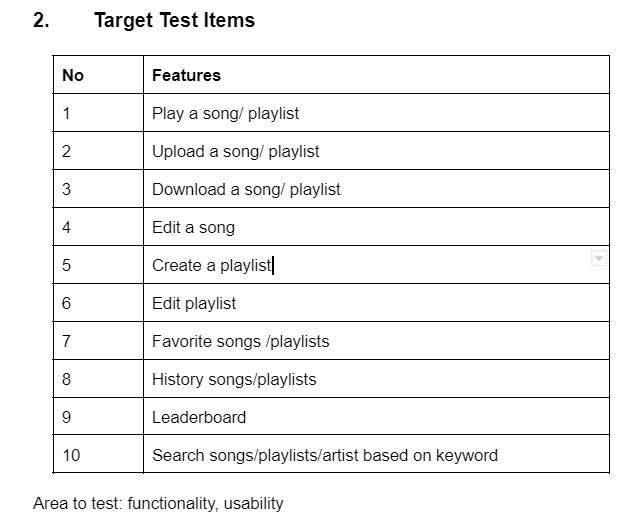 2. Target Test Items
No Features
1 Play a song/ playlist
2 Upload a song/ playlist
3 Download a song/ playlist
4 Edit a song
5 Create a playlist
6 Edit playlist
7 Favorite songs /playlists
8 History songs/playlists
9 Leaderboard
10 Search songs/playlists/artist based on keyword
Area to test: functionality, usability